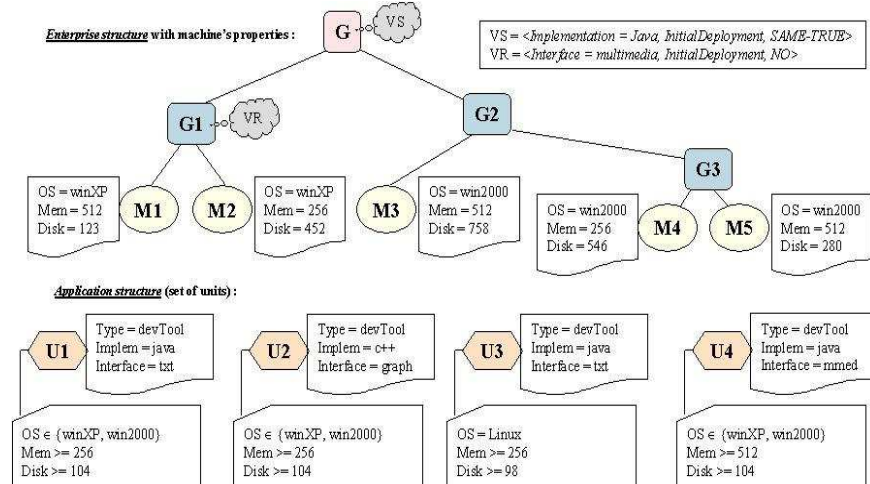 Enterprise structure with machine's properties :
G
VS
VS = <Implementation = Java, InitialDeployment, SAME-TRUE>
VR = <Interface = multimedia, InitialDeployment, NO>
G1
VR
G2
G3
OS = winXP
Mem = 512
Disk = 123
M1
M2
OS = winXP
Mem = 256
Disk = 452
M3
OS = win2000
Mem = 512
Disk = 758
OS = win2000
Mem = 256
Disk = 546
M4
M5
OS = win2000
Mem = 512
Disk = 280
Application structure (set of units) :
U1
Type = devTool
Implem = java
Interface = txt
U2
Type = devTool
Implem = c++
Interface = graph
U3
Type = devTool
Implem = java
Interface = txt
U4
Type = devTool
Implem = java
Interface = mmed
OS ∈ {winXP, win2000}
Mem >= 256
Disk >= 104
OS ∈ {winXP, win2000}
Mem >= 256
Disk >= 104
OS = Linux
Mem >= 256
Disk >= 98
OS ∈ {winXP, win2000}
Mem >= 512
Disk >= 104